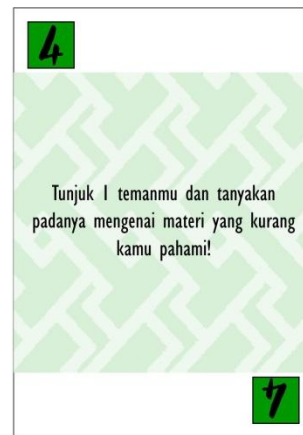 4
Tunjuk 1 temanmu dan tanyakan
padanya mengenai materi yang kurang
kamu pahami!
4